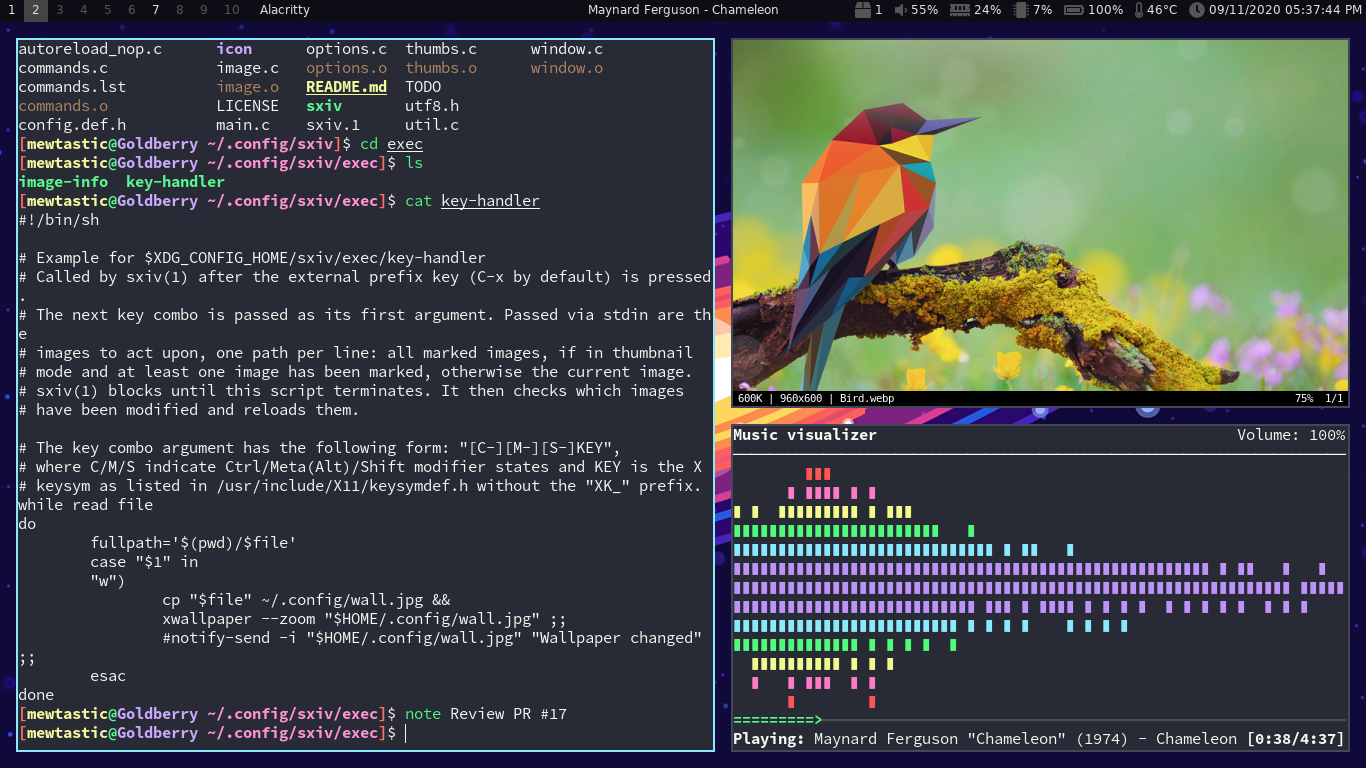 1 2 3 4 5 6 7 8 9 10 Alacritty Maynard Ferguson - Chameleon 1 55% 24% 7% 100% 46°C 09/11/2020 05:37:44 PM
autoreload_nop.c icon options.c thumbs.c window.c
commands.c image.c options.o thumbs.o window.o
commands.lst image.o README.md TODO
commands.o LICENSE sxiv utf8.h
config.def.h main.c sxiv.1 util.c
[mewtastic@Goldberry ~/.config/sxiv]$ cd exec
[mewtastic@Goldberry ~/.config/sxiv/exec]$ ls
image-info key-handler
[mewtastic@Goldberry ~/.config/sxiv/exec]$ cat key-handler
#!/bin/sh
# Example for $XDG_CONFIG_HOME/sxiv/exec/key-handler
# Called by sxiv(1) after the external prefix key (C-x by default) is pressed
.
# The next key combo is passed as its first argument. Passed via stdin are th
e
# images to act upon, one path per line: all marked images, if in thumbnail
# mode and at least one image has been marked, otherwise the current image.
# sxiv(1) blocks until this script terminates. It then checks which images
# have been modified and reloads them.
# The key combo argument has the following form: "[C-][M-][S-]KEY",
# where C/M/S indicate Ctrl/Meta(Alt)/Shift modifier states and KEY is the X
# keysym as listed in /usr/include/X11/keysymdef.h without the "XK_" prefix.
while read file
do
fullpath='$(pwd)/$file'
case "$1" in
"w")
cp "$file" ~/.config/wall.jpg &&
xwallpaper --zoom "$HOME/.config/wall.jpg" ;;
#notify-send -i "$HOME/.config/wall.jpg" "Wallpaper changed"
;;
esac
done
[mewtastic@Goldberry ~/.config/sxiv/exec]$ note Review PR #17
[mewtastic@Goldberry ~/.config/sxiv/exec]$
600K | 960x600 | Bird.webp 75% 1/1
Music visualizer Volume: 100%
=========>
Playing: Maynard Ferguson "Chameleon" (1974) - Chameleon [0:38/4:37]